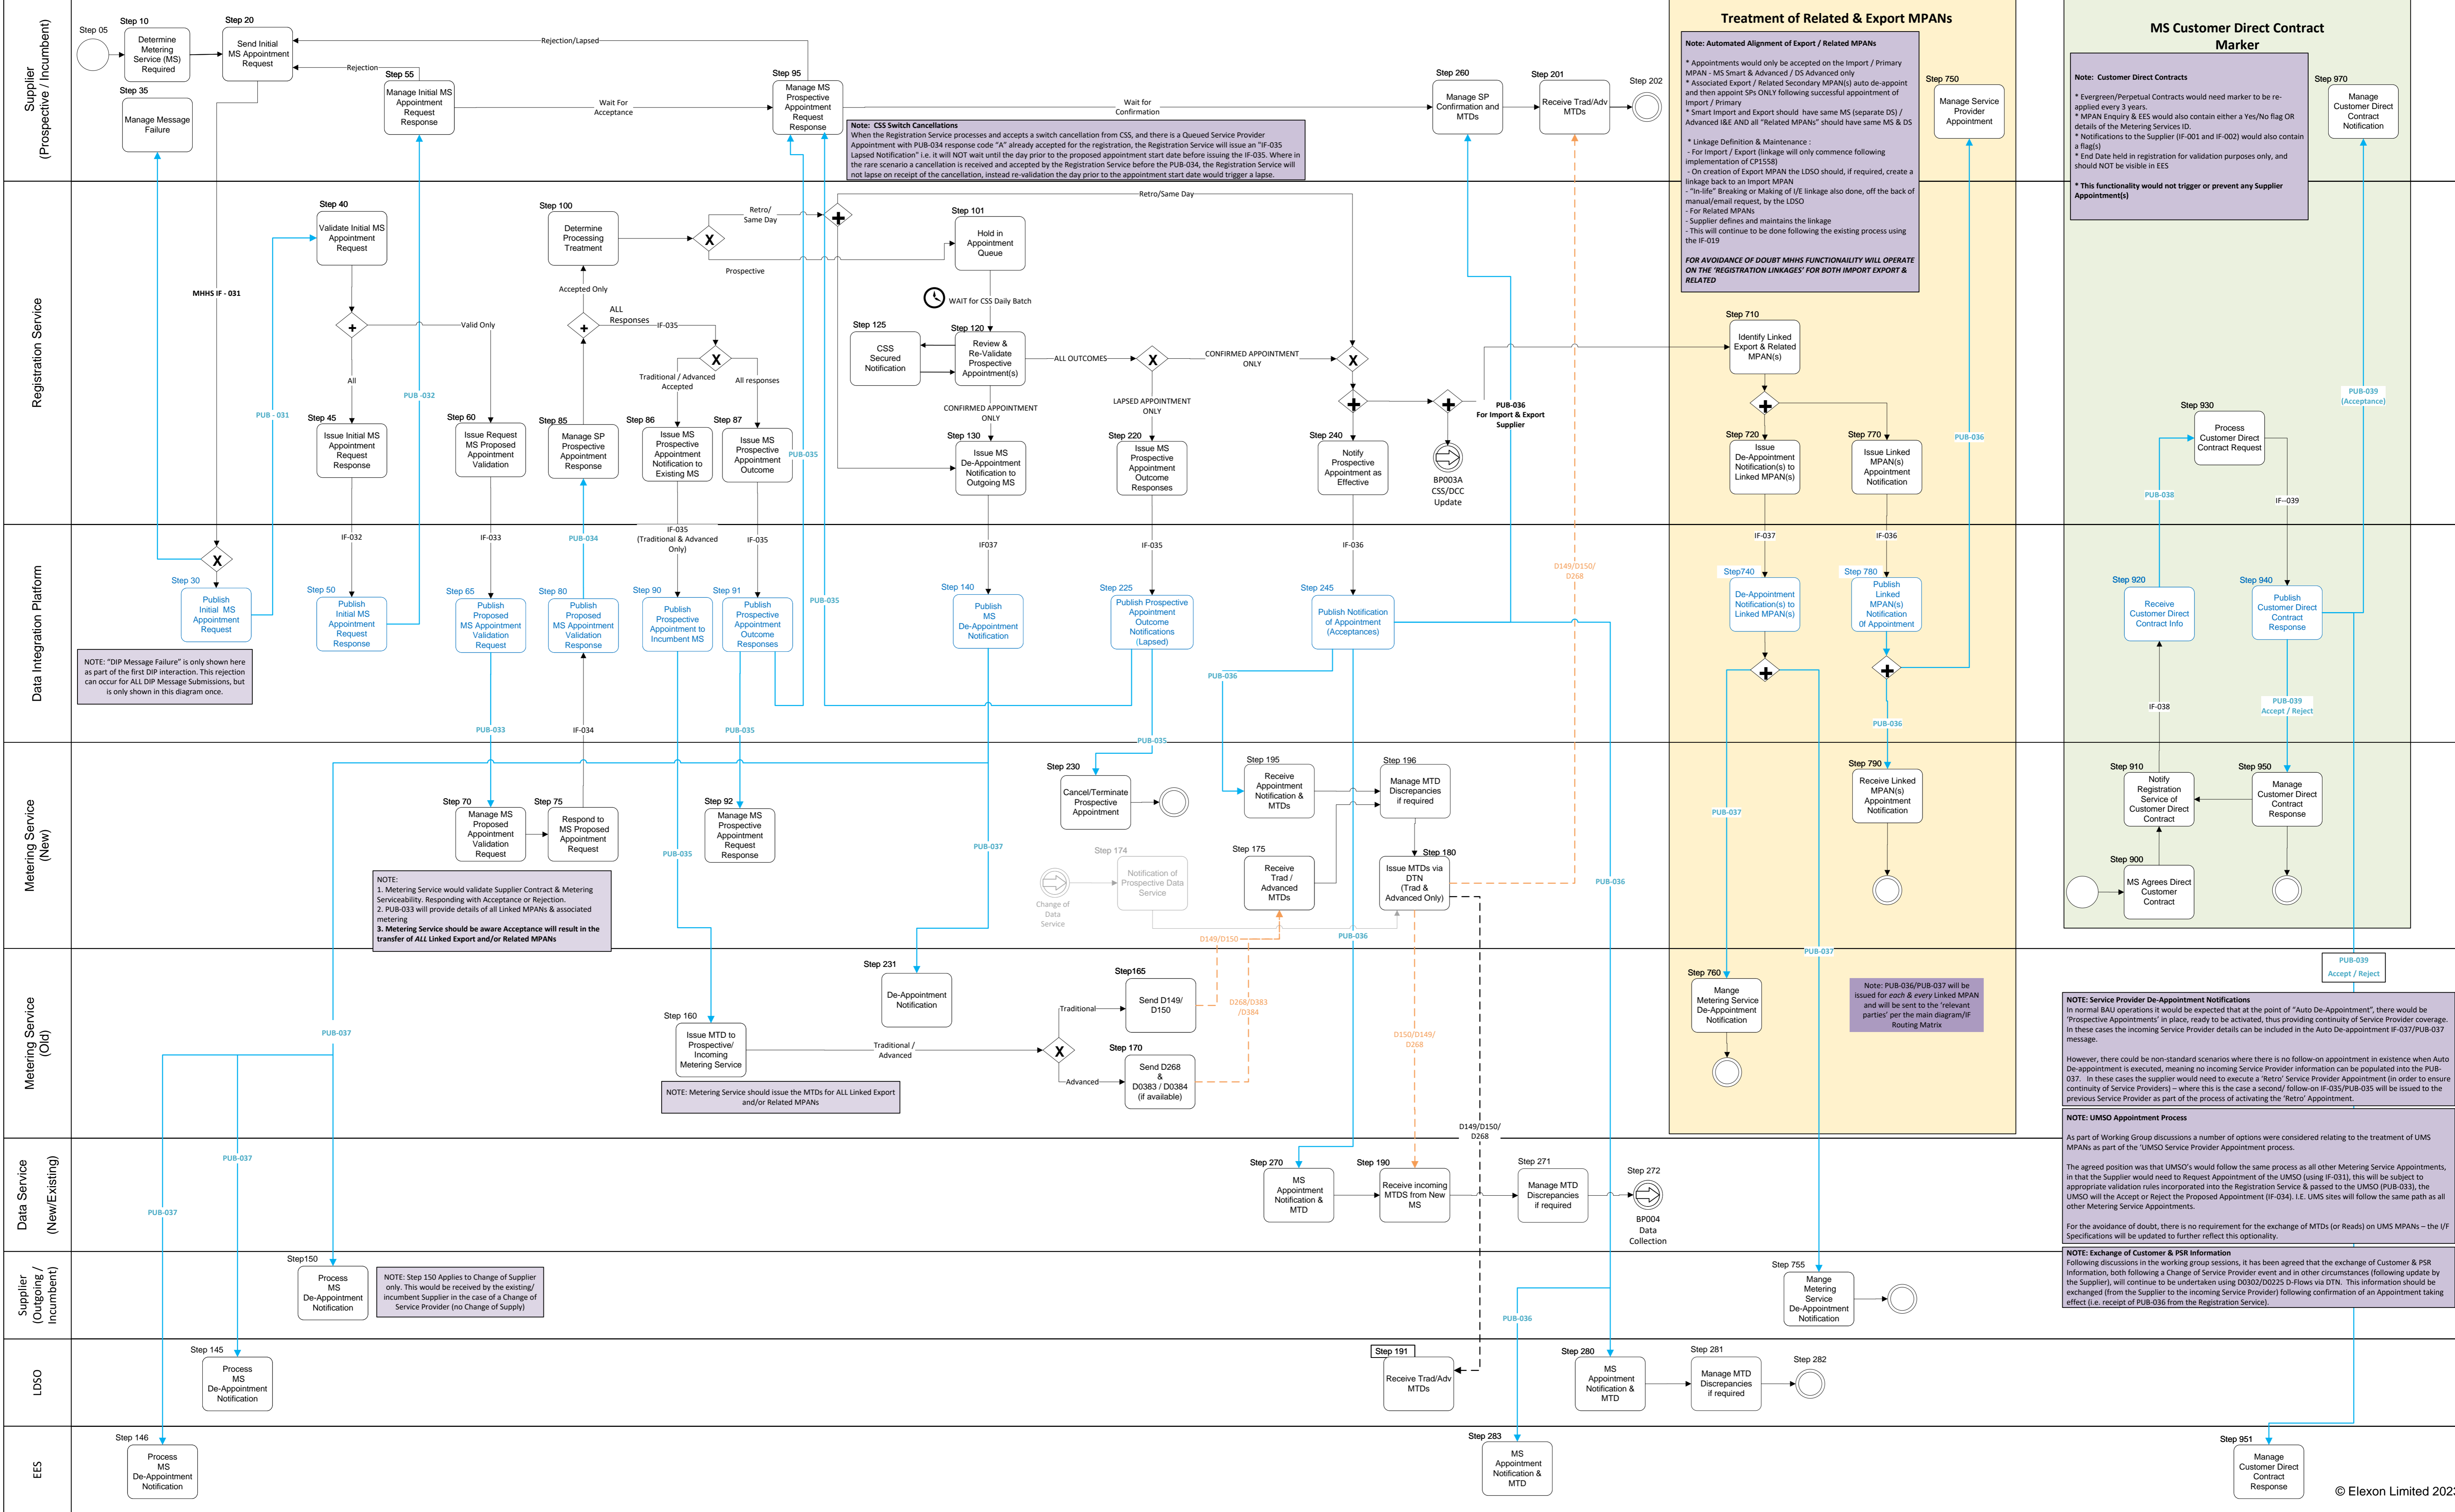 Supplier
(Prospective / Incumbent)
Step 05
Step 10
Determine
Metering
Service (MS)
Required
Step 20
Send Initial
MS Appointment
Request
Step 35
Manage Message
Failure
Rejection/Lapsed
Rejection
Step 55
Manage Initial MS
Appointment
Request
Response
Wait For
Acceptance
Step 95
Manage MS
Prospective
Appointment
Request
Response
Wait for
Confirmation
Note:  CSS Switch Cancellations
When the Registration Service processes and accepts a switch cancellation from CSS, and there is a Queued Service Provider
Appointment with PUB-034 response code "A" already accepted for the registration, the Registration Service will issue an "IF-035
Lapsed Notification" i.e. it will NOT wait until the day prior to the proposed appointment start date before issuing the IF-035. Where in
the rare scenario a cancellation is received and accepted by the Registration Service before the PUB-034, the Registration Service will
not lapse on receipt of the cancellation, instead re-validation the day prior to the appointment start date would trigger a lapse.
Step 260
Manage SP
Confirmation and
MTDs
Step 201
Receive Trad/Adv
MTDs
Step 202
Treatment of Related & Export MPANs
Note: Automated Alignment of Export / Related MPANs
* Appointments would only be accepted on the Import / Primary
MPAN - MS Smart & Advanced / DS Advanced only
* Associated Export / Related Secondary MPAN(s) auto de-appoint
and then appoint SPs ONLY following successful appointment of
Import / Primary
* Smart Import and Export should  have same MS (separate DS) /
Advanced I&E AND all "Related MPANs" should have same MS & DS
* Linkage Definition & Maintenance :
- For Import / Export (linkage will only commence following
implementation of CP1558)
- On creation of Export MPAN the LDSO should, if required, create a
linkage back to an Import MPAN
- "In-life" Breaking or Making of I/E linkage also done, off the back of
manual/email request, by the LDSO
- For Related MPANs
- Supplier defines and maintains the linkage
- This will continue to be done following the existing process using
the IF-019
FOR AVOIDANCE OF DOUBT MHHS FUNCTIONAILITY WILL OPERATE
ON THE 'REGISTRATION LINKAGES' FOR BOTH IMPORT EXPORT &
RELATED
Step 750
Manage Service
Provider
Appointment
MS Customer Direct Contract
Marker
Note:  Customer Direct Contracts
* Evergreen/Perpetual Contracts would need marker to be re-
applied every 3 years.
* MPAN Enquiry & EES would also contain either a Yes/No flag OR
details of the Metering Services ID.
* Notifications to the Supplier (IF-001 and IF-002) would also contain
a flag(s)
* End Date held in registration for validation purposes only, and
should NOT be visible in EES
* This functionality would not trigger or prevent any Supplier
Appointment(s)
Step 970
Manage
Customer Direct
Contract
Notification
Registration Service
MHHS IF - 031
PUB - 031
Step 40
Validate Initial MS
Appointment
Request
All
Valid Only
PUB -032
Step 45
Issue Initial MS
Appointment
Request
Response
Step 60
Issue Request
MS Proposed
Appointment
Validation
Step 100
Determine
Processing
Treatment
Accepted Only
ALL
Responses
IF-035
Step 85
Manage SP
Prospective
Appointment
Response
Traditional / Advanced
Accepted
All responses
Step 86
Issue MS
Prospective
Appointment
Notification to
Existing MS
Step 87
Issue MS
Prospective
Appointment
Outcome
PUB-035
Retro/
Same Day
Prospective
Retro/Same Day
Step 101
Hold in
Appointment
Queue
WAIT for CSS Daily Batch
Step 125
CSS
Secured
Notification
Step 120
Review &
Re-Validate
Prospective
Appointment(s)
ALL OUTCOMES
CONFIRMED APPOINTMENT
ONLY
CONFIRMED APPOINTMENT
ONLY
LAPSED APPOINTMENT
ONLY
Step 130
Issue MS
De-Appointment
Notification to
Outgoing MS
Step 220
Issue MS
Prospective
Appointment
Outcome
Responses
Step 240
Notify
Prospective
Appointment as
Effective
BP003A
CSS/DCC
Update
PUB-036
For Import & Export
Supplier
Step 710
Identify Linked
Export & Related
MPAN(s)
Step 720
Issue
De-Appointment
Notification(s) to
Linked MPAN(s)
Step 770
Issue Linked
MPAN(s)
Appointment
Notification
PUB-036
Step 930
Process
Customer Direct
Contract Request
PUB-039
(Acceptance)
PUB-038
IF--039
Data Integration Platform
Step 30
Publish
Initial  MS
Appointment
Request
NOTE: "DIP Message Failure" is only shown here
as part of the first DIP interaction. This rejection
can occur for ALL DIP Message Submissions, but
is only shown in this diagram once.
IF-032
Step 50
Publish
Initial MS
Appointment
Request
Response
IF-033
Step 65
Publish
Proposed
MS Appointment
Validation
Request
PUB-033
PUB-034
Step 80
Publish
Proposed
MS Appointment
Validation
Response
IF-034
IF-035
(Traditional & Advanced
Only)
Step 90
Publish
Prospective
Appointment to
Incumbent MS
IF-035
Step 91
Publish
Prospective
Appointment
Outcome
Responses
PUB-035
PUB-035
IF037
Step 140
Publish
MS
De-Appointment
Notification
IF-035
Step 225
Publish Prospective
Appointment
Outcome
Notifications
(Lapsed)
PUB-035
PUB-036
IF-036
Step 245
Publish Notification
of Appointment
(Acceptances)
D149/D150/
D268
IF-037
Step740
De-Appointment
Notification(s) to
Linked MPAN(s)
IF-036
Step 780
Publish
Linked
MPAN(s)
Notification
0f Appointment
PUB-036
Step 920
Receive
Customer Direct
Contract Info
IF-038
Step 940
Publish
Customer Direct
Contract
Response
PUB-039
Accept / Reject
Metering Service
(New)
Step 70
Manage MS
Proposed
Appointment
Validation
Request
Step 75
Respond to
MS Proposed
Appointment
Request
NOTE:
1. Metering Service would validate Supplier Contract & Metering
Serviceability. Responding with Acceptance or Rejection.
2. PUB-033 will provide details of all Linked MPANs & associated
metering
3. Metering Service should be aware Acceptance will result in the
transfer of ALL Linked Export and/or Related MPANs
PUB-035
Step 92
Manage MS
Prospective
Appointment
Request
Response
PUB-037
Step 230
Cancel/Terminate
Prospective
Appointment
Change of
Data
Service
Step 174
Notification of
Prospective Data
Service
Step 195
Receive
Appointment
Notification &
MTDs
Step 196
Manage MTD
Discrepancies
if required
Step 175
Receive
Trad /
Advanced
MTDs
Step 180
Issue MTDs via
DTN
(Trad &
Advanced Only)
D149/D150
PUB-036
PUB-036
PUB-037
Step 790
Receive Linked
MPAN(s)
Appointment
Notification
Step 910
Notify
Registration
Service of
Customer Direct
Contract
Step 950
Manage
Customer Direct
Contract
Response
Step 900
MS Agrees Direct
Customer
Contract
Metering Service
(Old)
PUB-037
Step 160
Issue MTD to
Prospective/
Incoming
Metering Service
NOTE: Metering Service should issue the MTDs for ALL Linked Export
and/or Related MPANs
Step 231
De-Appointment
Notification
Traditional /
Advanced
Traditional
Advanced
Step165
Send D149/
D150
Step 170
Send D268
&
D0383 / D0384
(if available)
D268/D383
/D384
D150/D149/
D268
PUB-037
Step 760
Mange
Metering Service
De-Appointment
Notification
Note: PUB-036/PUB-037 will be
issued for each & every Linked MPAN
and will be sent to the 'relevant
parties' per the main diagram/IF
Routing Matrix
PUB-039
Accept / Reject
NOTE: Service Provider De-Appointment Notifications
In normal BAU operations it would be expected that at the point of "Auto De-Appointment", there would be
'Prospective Appointments' in place, ready to be activated, thus providing continuity of Service Provider coverage.
In these cases the incoming Service Provider details can be included in the Auto De-appointment IF-037/PUB-037
message.
However, there could be non-standard scenarios where there is no follow-on appointment in existence when Auto
De-appointment is executed, meaning no incoming Service Provider information can be populated into the PUB-
037.   In these cases the supplier would need to execute a 'Retro' Service Provider Appointment (in order to ensure
continuity of Service Providers) – where this is the case a second/ follow-on IF-035/PUB-035 will be issued to the
previous Service Provider as part of the process of activating the 'Retro' Appointment.
NOTE: UMSO Appointment Process
As part of Working Group discussions a number of options were considered relating to the treatment of UMS
MPANs as part of the 'UMSO Service Provider Appointment process.
The agreed position was that UMSO's would follow the same process as all other Metering Service Appointments,
in that the Supplier would need to Request Appointment of the UMSO (using IF-031), this will be subject to
appropriate validation rules incorporated into the Registration Service & passed to the UMSO (PUB-033), the
UMSO will the Accept or Reject the Proposed Appointment (IF-034). I.E. UMS sites will follow the same path as all
other Metering Service Appointments.
For the avoidance of doubt, there is no requirement for the exchange of MTDs (or Reads) on UMS MPANs – the I/F
Specifications will be updated to further reflect this optionality.
NOTE: Exchange of Customer & PSR Information
Following discussions in the working group sessions, it has been agreed that the exchange of Customer & PSR
Information, both following a Change of Service Provider event and in other circumstances (following update by
the Supplier), will continue to be undertaken using D0302/D0225 D-Flows via DTN.  This information should be
exchanged (from the Supplier to the incoming Service Provider) following confirmation of an Appointment taking
effect (i.e. receipt of PUB-036 from the Registration Service).
Data Service
(New/Existing)
PUB-037
PUB-037
D149/D150/
D268
Step 270
MS
Appointment
Notification &
MTD
Step 190
Receive incoming
MTDS from New
MS
Step 271
Manage MTD
Discrepancies
if required
Step 272
BP004
Data
Collection
Supplier
(Outgoing /
Incumbent)
Step150
Process
MS
De-Appointment
Notification
NOTE: Step 150 Applies to Change of Supplier
only. This would be received by the existing/
incumbent Supplier in the case of a Change of
Service Provider (no Change of Supply)
PUB-036
Step 755
Mange
Metering
Service
De-Appointment
Notification
LDSO
Step 145
Process
MS
De-Appointment
Notification
Step 191
Receive Trad/Adv
MTDs
Step 280
MS
Appointment
Notification &
MTD
Step 281
Manage MTD
Discrepancies
if required
Step 282
EES
Step 146
Process
MS
De-Appointment
Notification
Step 283
MS
Appointment
Notification &
MTD
Step 951
Manage
Customer Direct
Contract
Response
© Elexon Limited 2023